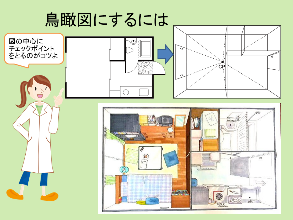 鳥瞰図にするには
図の中心に
チェックポイント
をとるのがコツよ